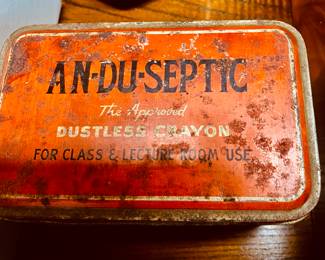 AN-DU-SEPTIC
The Approved
DUSTLESS CRAYON
FOR CLASS & LECTURE ROOM USE